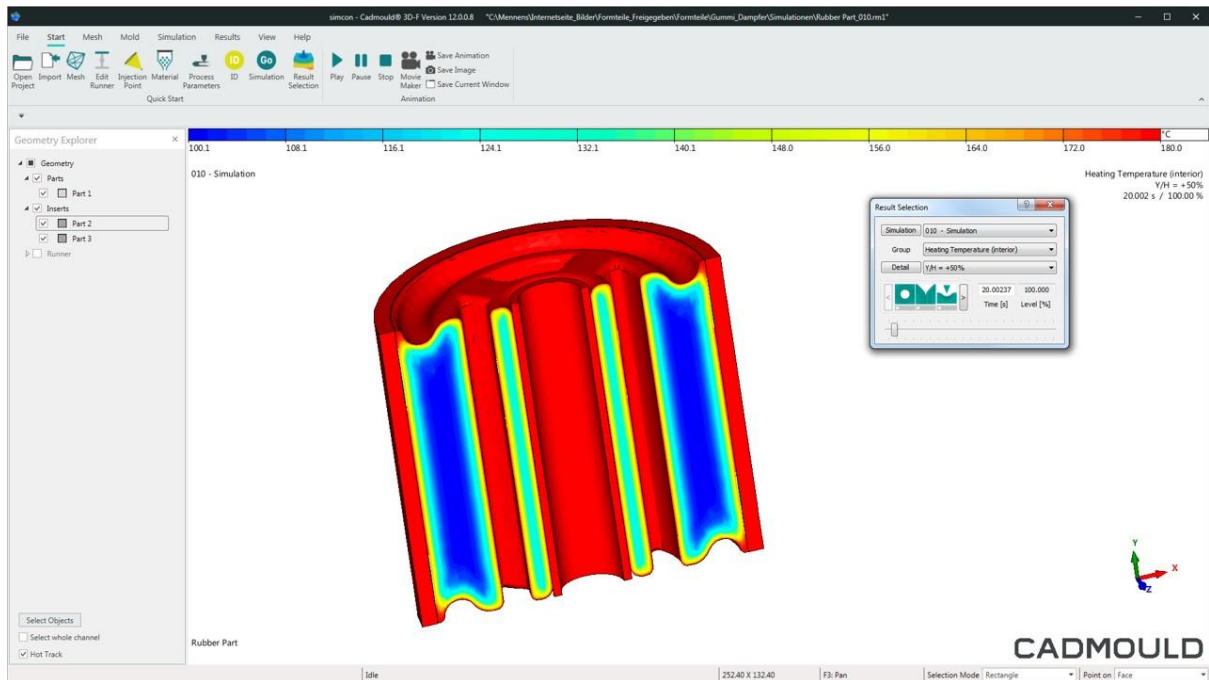 simcon - Cadmould® 3D-F Version 12.0.0.8 "C:\Mennens\Internetseite_Bilder\Formteile_Freigegeben\Formteile\Gummi_Dampfer\Simulationen\Rubber Part_010.rm1"
File Start Mesh Mold Simulation Results View Help
Open Project Import Mesh Edit Runner Injection Point Material Process Parameters ID ID Go Simulation Result Selection Play Pause Stop Movie Maker
Save Animation
Save Image
Save Current Window
Quick Start Animation
Geometry Explorer
Geometry
Parts
Part 1
Inserts
Part 2
Part 3
Runner
°C
100.1 108.1 116.1 124.1 132.1 140.1 148.0 156.0 164.0 172.0 180.0
010 - Simulation
Heating Temperature (interior)
Y/H = +50%
20.002 s / 100.00 %
Result Selection
Simulation 010 - Simulation
Group Heating Temperature (interior)
Detail Y/H = +50%
20.00237 100.000
Time [s] Level [%]
Y
X
Z
Select Objects
Select whole channel
Hot Track
Rubber Part
CADMOULD
Idle 252.40 X 132.40 F3: Pan Selection Mode Rectangle Point on Face